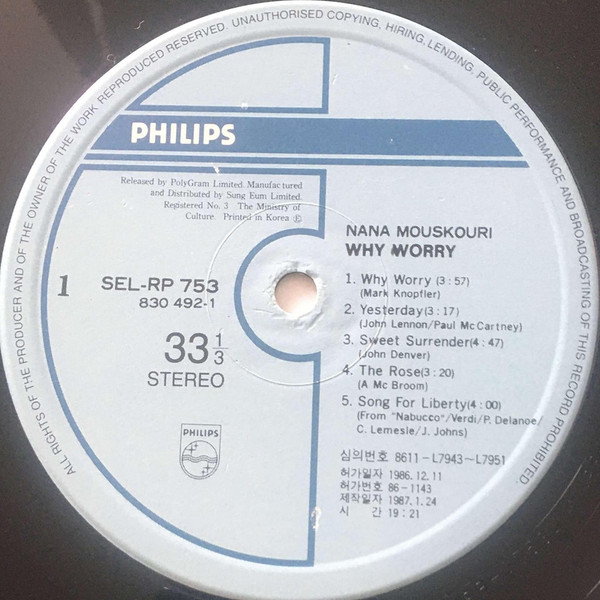 ALL RIGHTS OF THE PRODUCER AND OF THE OWNER OF THE WORK REPRODUCED RESERVED. UNAUTHORISED COPYING, HIRING, LENDING, PUBLIC PERFORMANCE AND BROADCASTING OF THIS RECORD PROHIBITED.
PHILIPS
Released by PolyGram Limited. Manufactured
and Distributed by Sung Eum Limited.
Registered No. 3 The Ministry of
Culture. Printed in Korea Ⓔ
1
SEL-RP 753
830 492-1
33 1/3
STEREO
PHILIPS
NANA MOUSKOURI
WHY WORRY
1. Why Worry (3:57)
(Mark Knopfler)
2. Yesterday (3:17)
(John Lennon/Paul McCartney)
3. Sweet Surrender(4:47)
(John Denver)
4. The Rose(3:20)
(A Mc Broom)
5. Song For Liberty(4:00)
(From "Nabucco"/Verdi/P. Delanoe/
C. Lemesle/J. Johns)
심의번호 8611-L7943~L7951
허가일자 1986.12.11
허가번호 86-1143
제작일자 1987.1.24
시 간 19:21